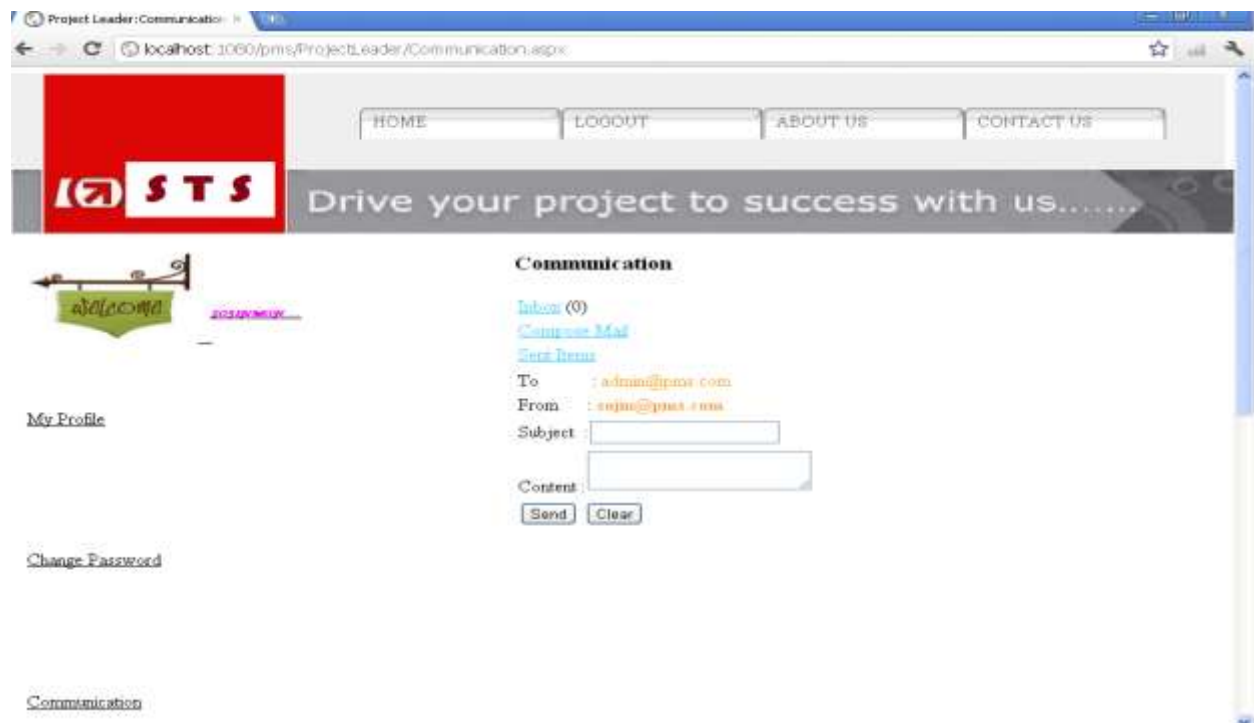 Project Leader:Communication
localhost:1060/pms/ProjectLeader/Communication.aspx
HOME LOGOUT ABOUT US CONTACT US
STS
Drive your project to success with us.......
welcome
Communication
Inbox (0)
Compose Mail
Sent Items
To : admin@pms.com
From :
Subject :
Content :
Send Clear
My Profile
Change Password
Communication